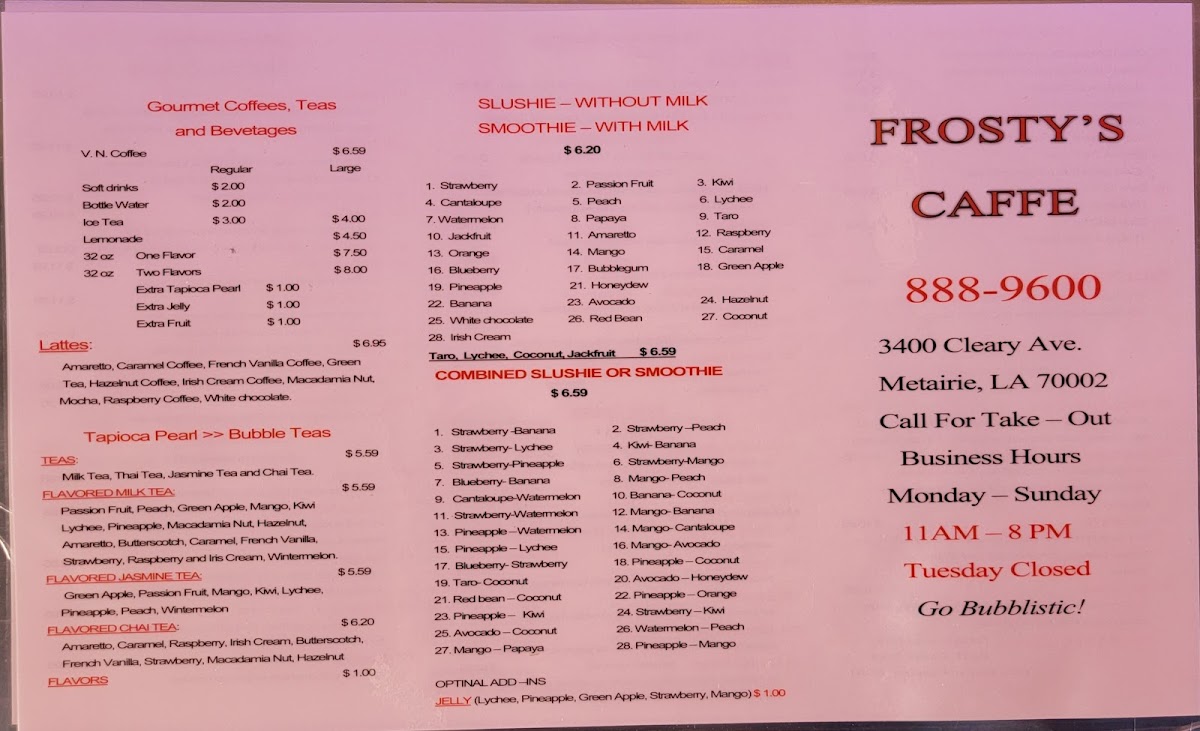 Gourmet Coffees, Teas
and Bevetages
V. N. Coffee $ 6.59
Regular Large
Soft drinks $ 2.00
Bottle Water $ 2.00
Ice Tea $ 3.00 $ 4.00
Lemonade $ 4.50
32 oz One Flavor $ 7.50
32 oz Two Flavors $ 8.00
Extra Tapioca Pearl $ 1.00
Extra Jelly $ 1.00
Extra Fruit $ 1.00
Lattes: $ 6.95
Amaretto, Caramel Coffee, French Vanilla Coffee, Green
Tea, Hazelnut Coffee, Irish Cream Coffee, Macadamia Nut,
Mocha, Raspberry Coffee, White chocolate.
Tapioca Pearl >> Bubble Teas
TEAS: $ 5.59
Milk Tea, Thai Tea, Jasmine Tea and Chai Tea.
FLAVORED MILK TEA: $ 5.59
Passion Fruit, Peach, Green Apple, Mango, Kiwi
Lychee, Pineapple, Macadamia Nut, Hazelnut,
Amaretto, Butterscotch, Caramel, French Vanilla,
Strawberry, Raspberry and Iris Cream, Wintermelon.
FLAVORED JASMINE TEA: $ 5.59
Green Apple, Passion Fruit, Mango, Kiwi, Lychee,
Pineapple, Peach, Wintermelon
FLAVORED CHAI TEA: $ 6.20
Amaretto, Caramel, Raspberry, Irish Cream, Butterscotch,
French Vanilla, Strawberry, Macadamia Nut, Hazelnut
FLAVORS $ 1.00
SLUSHIE – WITHOUT MILK
SMOOTHIE – WITH MILK
$ 6.20
1. Strawberry 2. Passion Fruit 3. Kiwi
4. Cantaloupe 5. Peach 6. Lychee
7. Watermelon 8. Papaya 9. Taro
10. Jackfruit 11. Amaretto 12. Raspberry
13. Orange 14. Mango 15. Caramel
16. Blueberry 17. Bubblegum 18. Green Apple
19. Pineapple 21. Honeydew
22. Banana 23. Avocado 24. Hazelnut
25. White chocolate 26. Red Bean 27. Coconut
28. Irish Cream
Taro, Lychee, Coconut, Jackfruit $ 6.59
COMBINED SLUSHIE OR SMOOTHIE
$ 6.59
1. Strawberry -Banana 2. Strawberry –Peach
3. Strawberry- Lychee 4. Kiwi- Banana
5. Strawberry-Pineapple 6. Strawberry-Mango
7. Blueberry- Banana 8. Mango- Peach
9. Cantaloupe-Watermelon 10. Banana- Coconut
11. Strawberry-Watermelon 12. Mango- Banana
13. Pineapple – Watermelon 14. Mango- Cantaloupe
15. Pineapple – Lychee 16. Mango- Avocado
17. Blueberry- Strawberry 18. Pineapple – Coconut
19. Taro- Coconut 20. Avocado – Honeydew
21. Red bean – Coconut 22. Pineapple – Orange
23. Pineapple – Kiwi 24. Strawberry – Kiwi
25. Avocado – Coconut 26. Watermelon – Peach
27. Mango – Papaya 28. Pineapple – Mango
OPTINAL ADD –INS
JELLY (Lychee, Pineapple, Green Apple, Strawberry, Mango) $ 1.00
FROSTY'S
CAFFE
888-9600
3400 Cleary Ave.
Metairie, LA 70002
Call For Take – Out
Business Hours
Monday – Sunday
11AM – 8 PM
Tuesday Closed
Go Bubblistic!